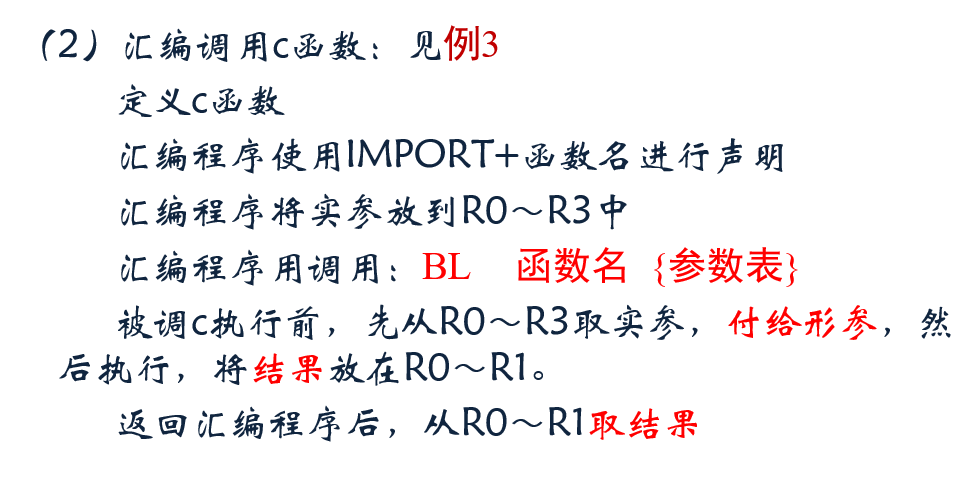 （2）汇编调用c函数：见例3
定义c函数
汇编程序使用IMPORT+函数名进行声明
汇编程序将实参放到R0～R3中
汇编程序用调用：BL 函数名 {参数表}
被调c执行前，先从R0～R3取实参，付给形参，然
后执行，将结果放在R0～R1。
返回汇编程序后，从R0～R1取结果